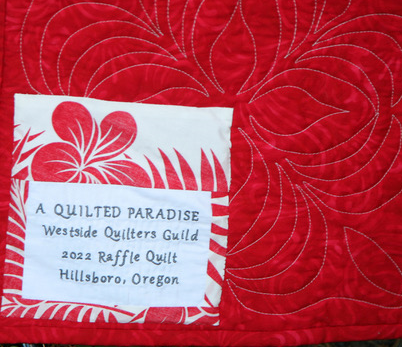 A QUILTED PARADISE
Westside Quilters Guild
2022 Raffle Quilt
Hillsboro, Oregon